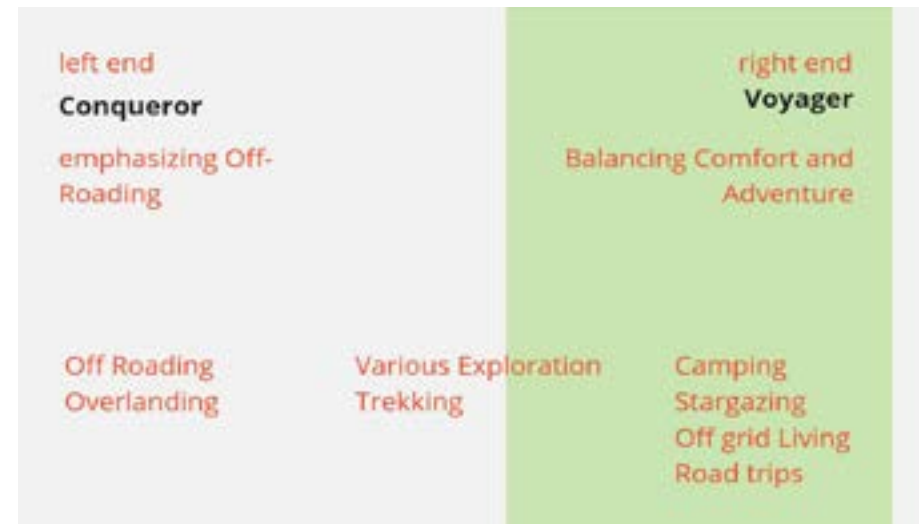 left end
Conqueror
emphasizing Off-
Roading
right end
Voyager
Balancing Comfort and
Adventure
Off Roading
Overlanding
Various Exploration
Trekking
Camping
Stargazing
Off grid Living
Road trips